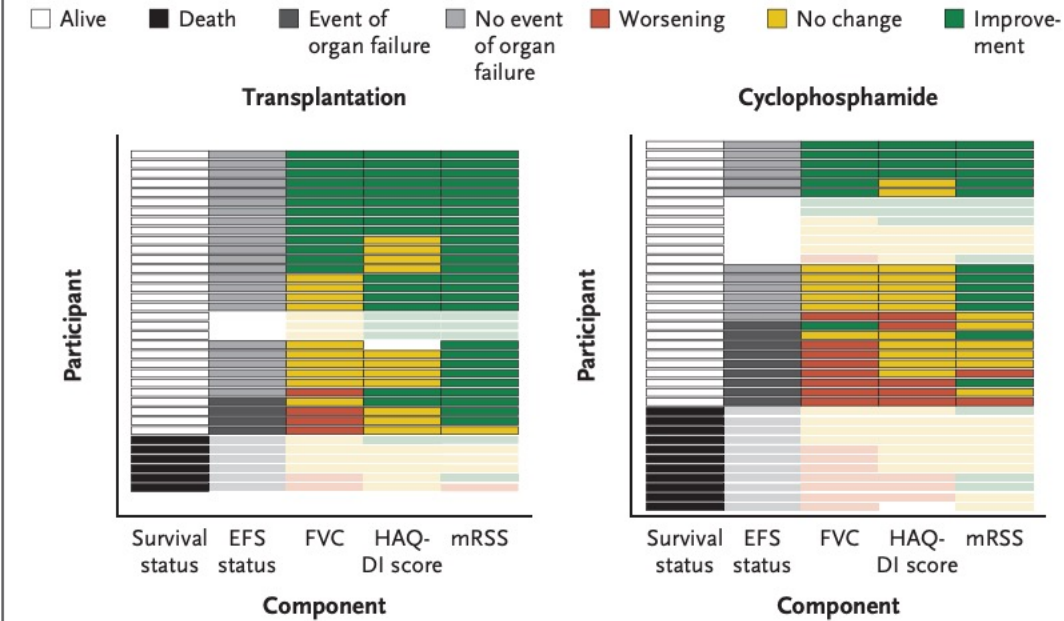 Alive
Death
Event of
organ failure
No event
of organ
failure
Worsening
No change
Improve-
ment
Transplantation
Participant
Survival
status
EFS
status
FVC
HAQ-
DI score
mRSS
Component
Cyclophosphamide
Participant
Survival
status
EFS
status
FVC
HAQ-
DI score
mRSS
Component